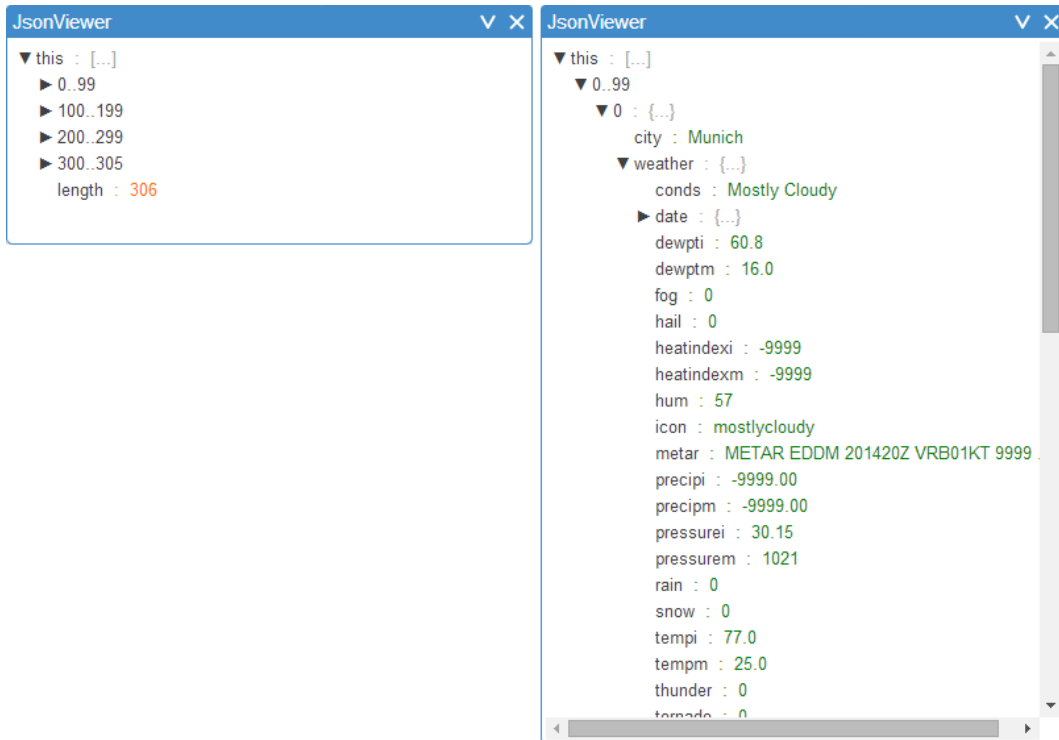 JsonViewer
▼ this : [...]
► 0..99
► 100..199
► 200..299
► 300..305
length : 306
JsonViewer
▼ this : [...]
▼ 0..99
▼ 0 : {...}
city : Munich
▼ weather : {...}
conds : Mostly Cloudy
► date : {...}
dewpti : 60.8
dewptm : 16.0
fog : 0
hail : 0
heatindexi : -9999
heatindexm : -9999
hum : 57
icon : mostlycloudy
metar : METAR EDDM 201420Z VRB01KT 9999 .
precipi : -9999.00
precipm : -9999.00
pressurei : 30.15
pressurem : 1021
rain : 0
snow : 0
tempi : 77.0
tempm : 25.0
thunder : 0
tornado : 0